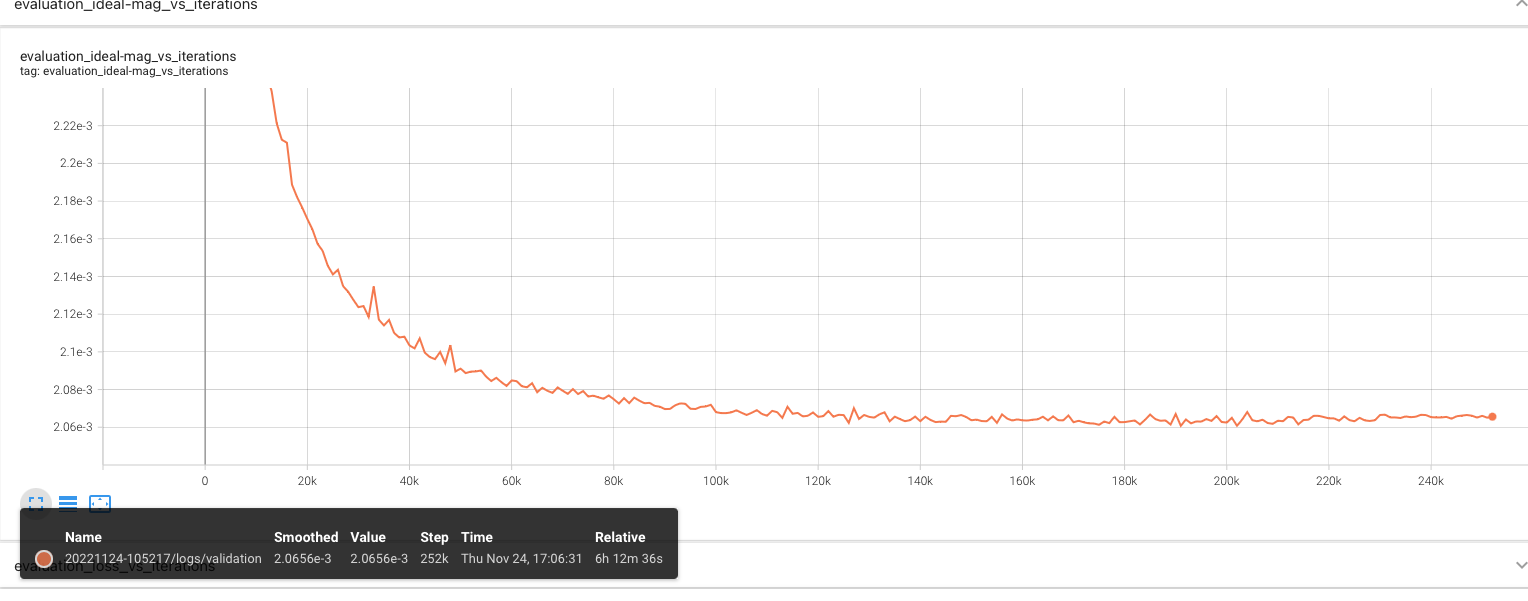 evaluation_ideal-mag_vs_iterations
evaluation_ideal-mag_vs_iterations
tag: evaluation_ideal-mag_vs_iterations
2.22e-3
2.2e-3
2.18e-3
2.16e-3
2.14e-3
2.12e-3
2.1e-3
2.08e-3
2.06e-3
0 20k 40k 60k 80k 100k 120k 140k 160k 180k 200k 220k 240k
Name Smoothed Value Step Time Relative
20221124-105217/logs/validation 2.0656e-3 2.0656e-3 252k Thu Nov 24, 17:06:31 6h 12m 36s
evaluation_loss_vs_iterations